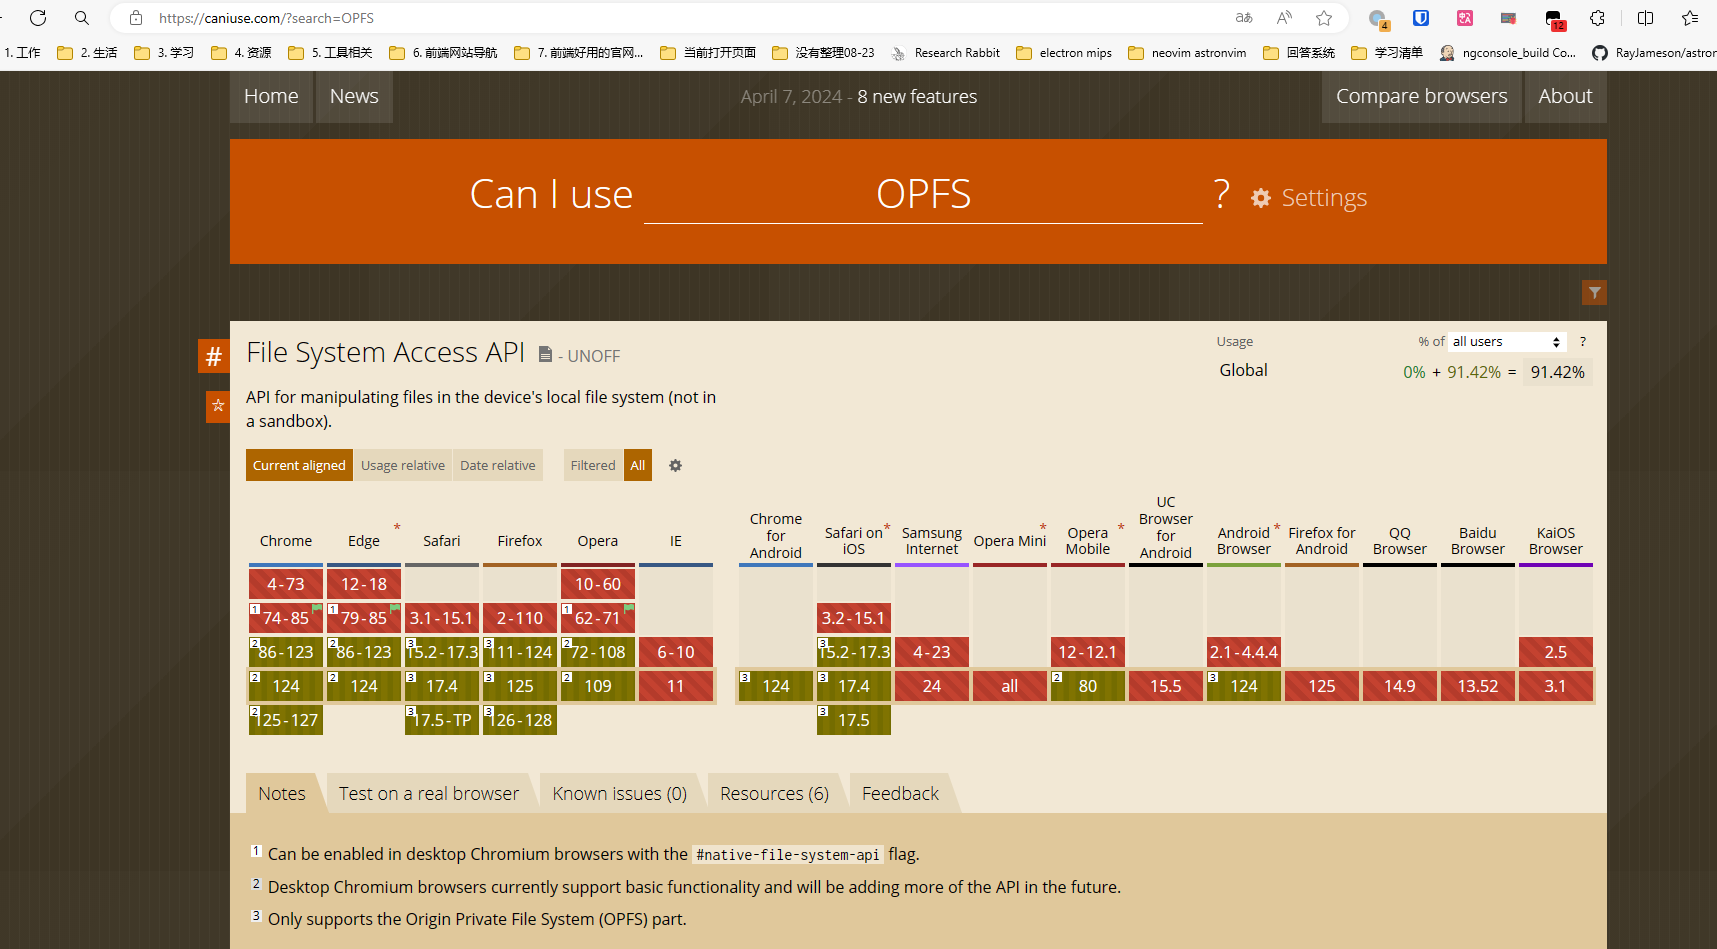 https://caniuse.com/?search=OPFS
4
12
1. 工作 2. 生活 3. 学习 4. 资源 5. 工具相关 6. 前端网站导航 7. 前端好用的官网... 当前打开页面 没有整理08-23 Research Rabbit electron mips neovim astronvim 回答系统 学习清单 ngconsole_build Co... RayJameson/astron
Home News April 7, 2024 - 8 new features Compare browsers About
Can I use OPFS ? Settings
# File System Access API - UNOFF
Usage % of all users ?
Global 0% + 91.42% = 91.42%
API for manipulating files in the device's local file system (not in
a sandbox).
Current aligned Usage relative Date relative Filtered All
Chrome Edge * Safari Firefox Opera IE
Chrome for Android Safari on iOS * Samsung Internet Opera Mini * Opera Mobile * UC Browser for Android Android Browser * Firefox for Android QQ Browser Baidu Browser KaiOS Browser
4-73 12-18 10-60
1 74-85 1 79-85 3.1-15.1 2-110 1 62-71 3.2-15.1
2 86-123 2 86-123 3 15.2-17.3 3 111-124 2 72-108 6-10 3 15.2-17.3 4-23 12-12.1 2.1-4.4.4 2.5
2 124 2 124 3 17.4 3 125 2 109 11 3 124 3 17.4 24 all 2 80 15.5 3 124 125 14.9 13.52 3.1
2 125-127 3 17.5-TP 3 126-128 3 17.5
Notes Test on a real browser Known issues (0) Resources (6) Feedback
1 Can be enabled in desktop Chromium browsers with the #native-file-system-api flag.
2 Desktop Chromium browsers currently support basic functionality and will be adding more of the API in the future.
3 Only supports the Origin Private File System (OPFS) part.